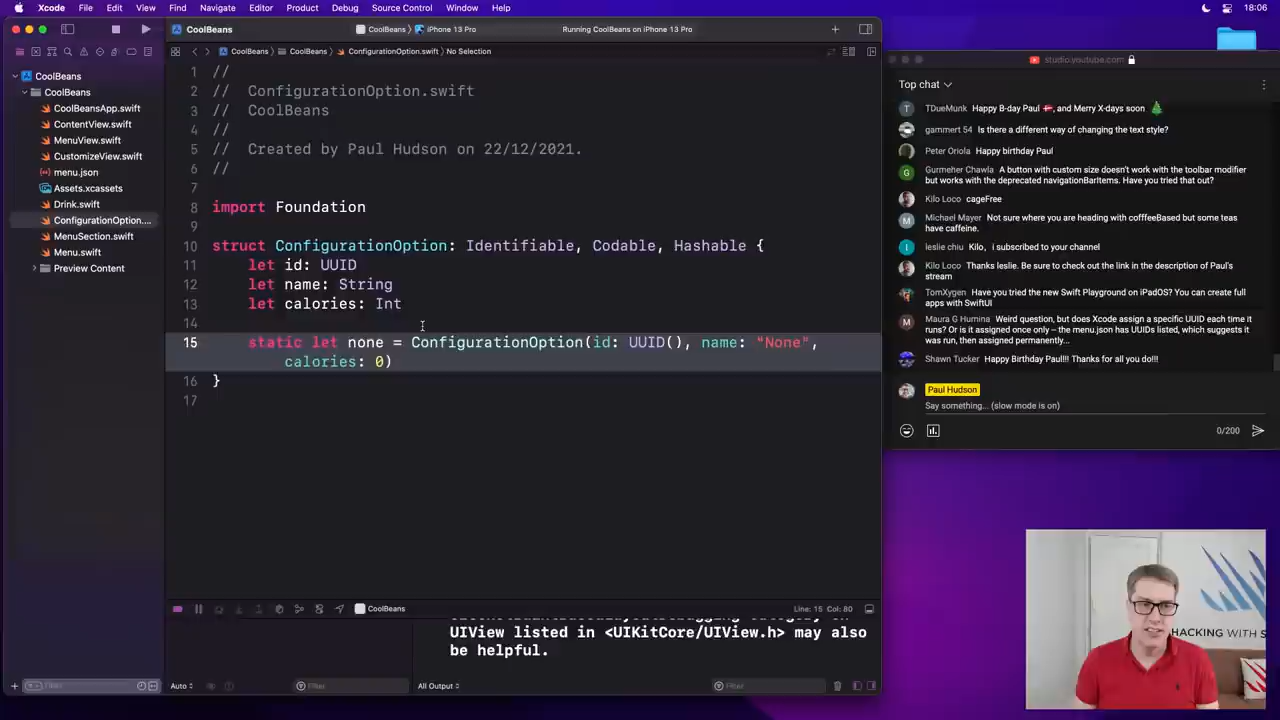 Xcode File Edit View Find Navigate Editor Product Debug Source Control Window Help 18:06
CoolBeans
CoolBeans iPhone 13 Pro
Running CoolBeans on iPhone 13 Pro
CoolBeans
CoolBeans
CoolBeansApp.swift
ContentView.swift
MenuView.swift
CustomizeView.swift
menu.json
Assets.xcassets
Drink.swift
ConfigurationOption....
MenuSection.swift
Menu.swift
Preview Content
Filter
CoolBeans CoolBeans ConfigurationOption.swift No Selection
1 //
2 // ConfigurationOption.swift
3 // CoolBeans
4 //
5 // Created by Paul Hudson on 22/12/2021.
6 //
7
8 import Foundation
9
10 struct ConfigurationOption: Identifiable, Codable, Hashable {
11 let id: UUID
12 let name: String
13 let calories: Int
14
15 static let none = ConfigurationOption(id: UUID(), name: "None",
calories: 0)
16 }
17
CoolBeans
Line: 15 Col: 80
UIView listed in <UIKitCore/UIView.h> may also
be helpful.
Auto
Filter
All Output
Filter
studio.youtube.com
Top chat
TDueMunk Happy B-day Paul 🇩🇰, and Merry X-days soon 🎄
gammert 54 Is there a different way of changing the text style?
Peter Oriola Happy birthday Paul
G
Gurmeher Chawla A button with custom size doesn't work with the toolbar modifier
but works with the deprecated navigationBarItems. Have you tried that out?
Kilo Loco cageFree
Michael Mayer Not sure where you are heading with cofffeeBased but some teas
have caffeine.
leslie chiu Kilo，i subscribed to your channel
Kilo Loco Thanks leslie. Be sure to check out the link in the description of Paul's
stream
TomXygen Have you tried the new Swift Playground on iPadOS? You can create full
apps with SwiftUI
Maura G Humina Weird question, but does Xcode assign a specific UUID each time it
runs? Or is it assigned once only -- the menu.json has UUIDs listed, which suggests it
was run, then assigned permanently...
Shawn Tucker Happy Birthday Paul!!! Thanks for all you do!!!
Paul Hudson
Say something... (slow mode is on)
0/200
HACKING WITH S